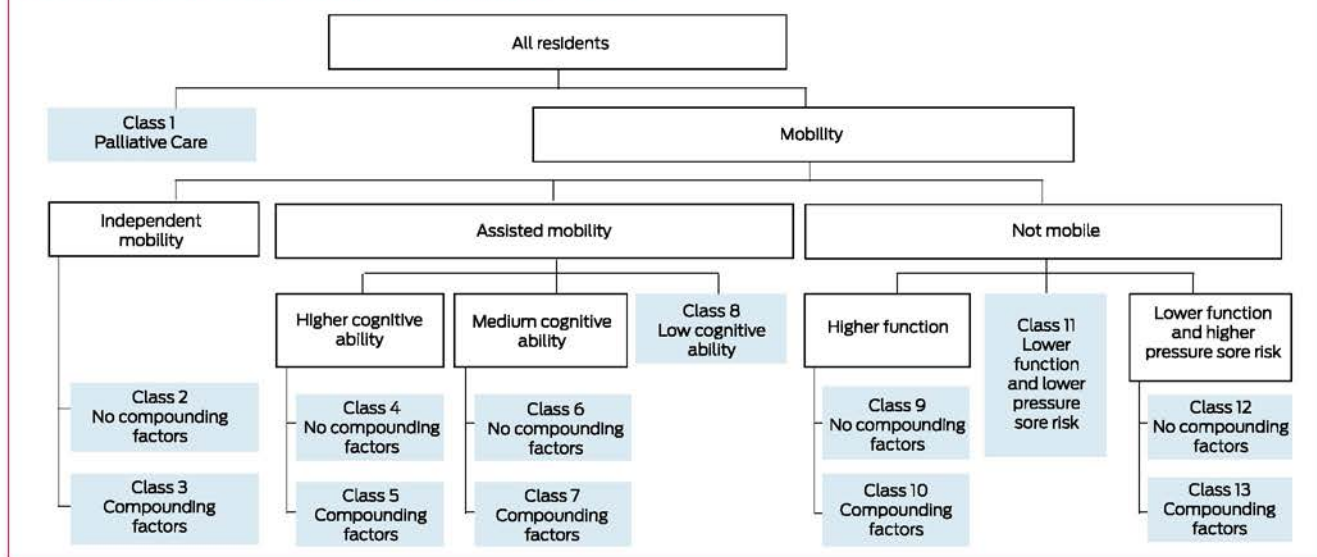 All residents
Class 1
Palliative Care
Mobility
Independent
mobility
Assisted mobility
Not mobile
Higher cognitive
ability
Medium cognitive
ability
Class 8
Low cognitive
ability
Higher function
Class 11
Lower
function
and lower
pressure
sore risk
Lower function
and higher
pressure sore risk
Class 2
No compounding
factors
Class 4
No compounding
factors
Class 6
No compounding
factors
Class 9
No compounding
factors
Class 12
No compounding
factors
Class 3
Compounding
factors
Class 5
Compounding
factors
Class 7
Compounding
factors
Class 10
Compounding
factors
Class 13
Compounding
factors